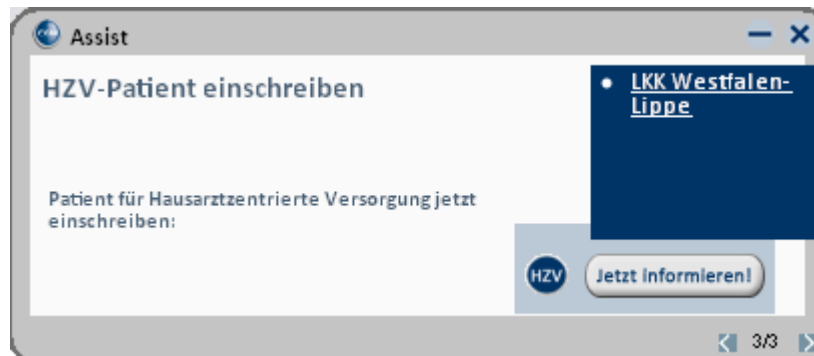 Assist
HZV-Patient einschreiben
• LKK Westfalen-
Lippe
Patient für Hausarztzentrierte Versorgung jetzt
einschreiben:
HZV
Jetzt informieren!
3/3